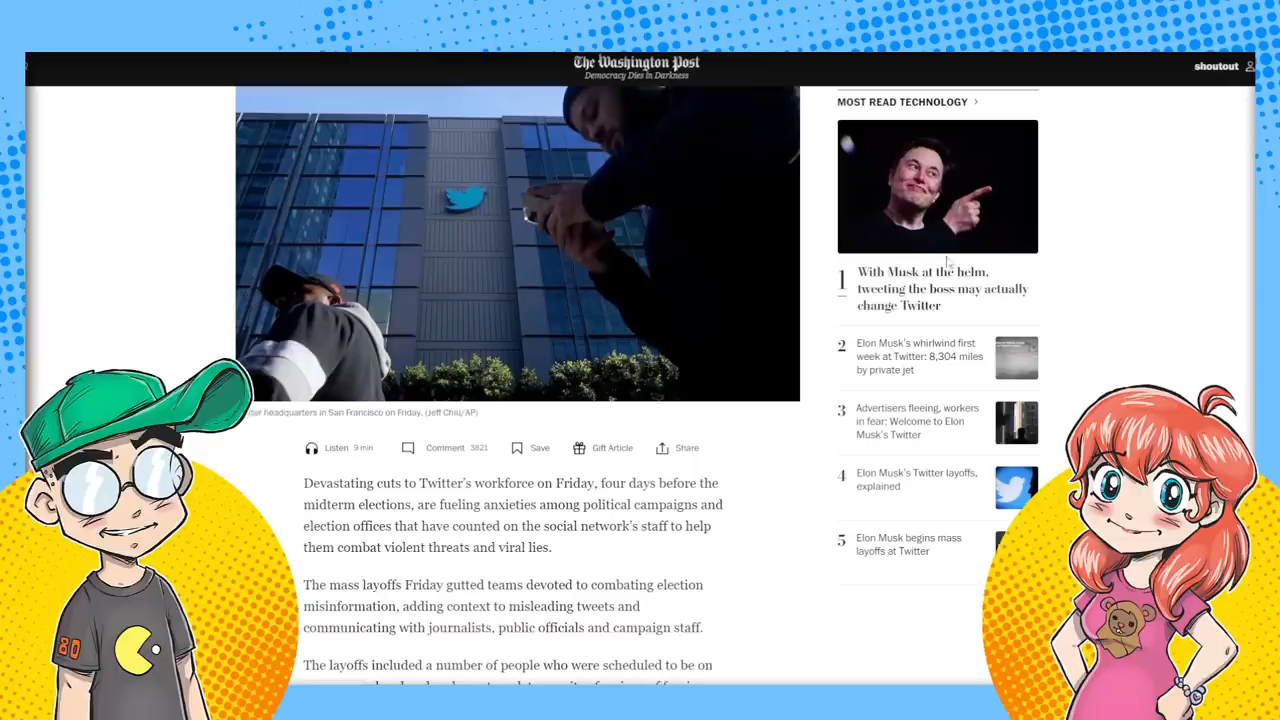 The Washington Post
Democracy Dies in Darkness
shoutout
headquarters in San Francisco on Friday. (Jeff Chiu/AP)
Listen 9 min
Comment 3821
Save
Gift Article
Share
Devastating cuts to Twitter's workforce on Friday, four days before the
midterm elections, are fueling anxieties among political campaigns and
election offices that have counted on the social network's staff to help
them combat violent threats and viral lies.
The mass layoffs Friday gutted teams devoted to combating election
misinformation, adding context to misleading tweets and
communicating with journalists, public officials and campaign staff.
The layoffs included a number of people who were scheduled to be on
MOST READ TECHNOLOGY >
1
With Musk at the helm,
tweeting the boss may actually
change Twitter
2
Elon Musk's whirlwind first
week at Twitter: 8,304 miles
by private jet
3
Advertisers fleeing, workers
in fear: Welcome to Elon
Musk's Twitter
4
Elon Musk's Twitter layoffs,
explained
5
Elon Musk begins mass
layoffs at Twitter
80